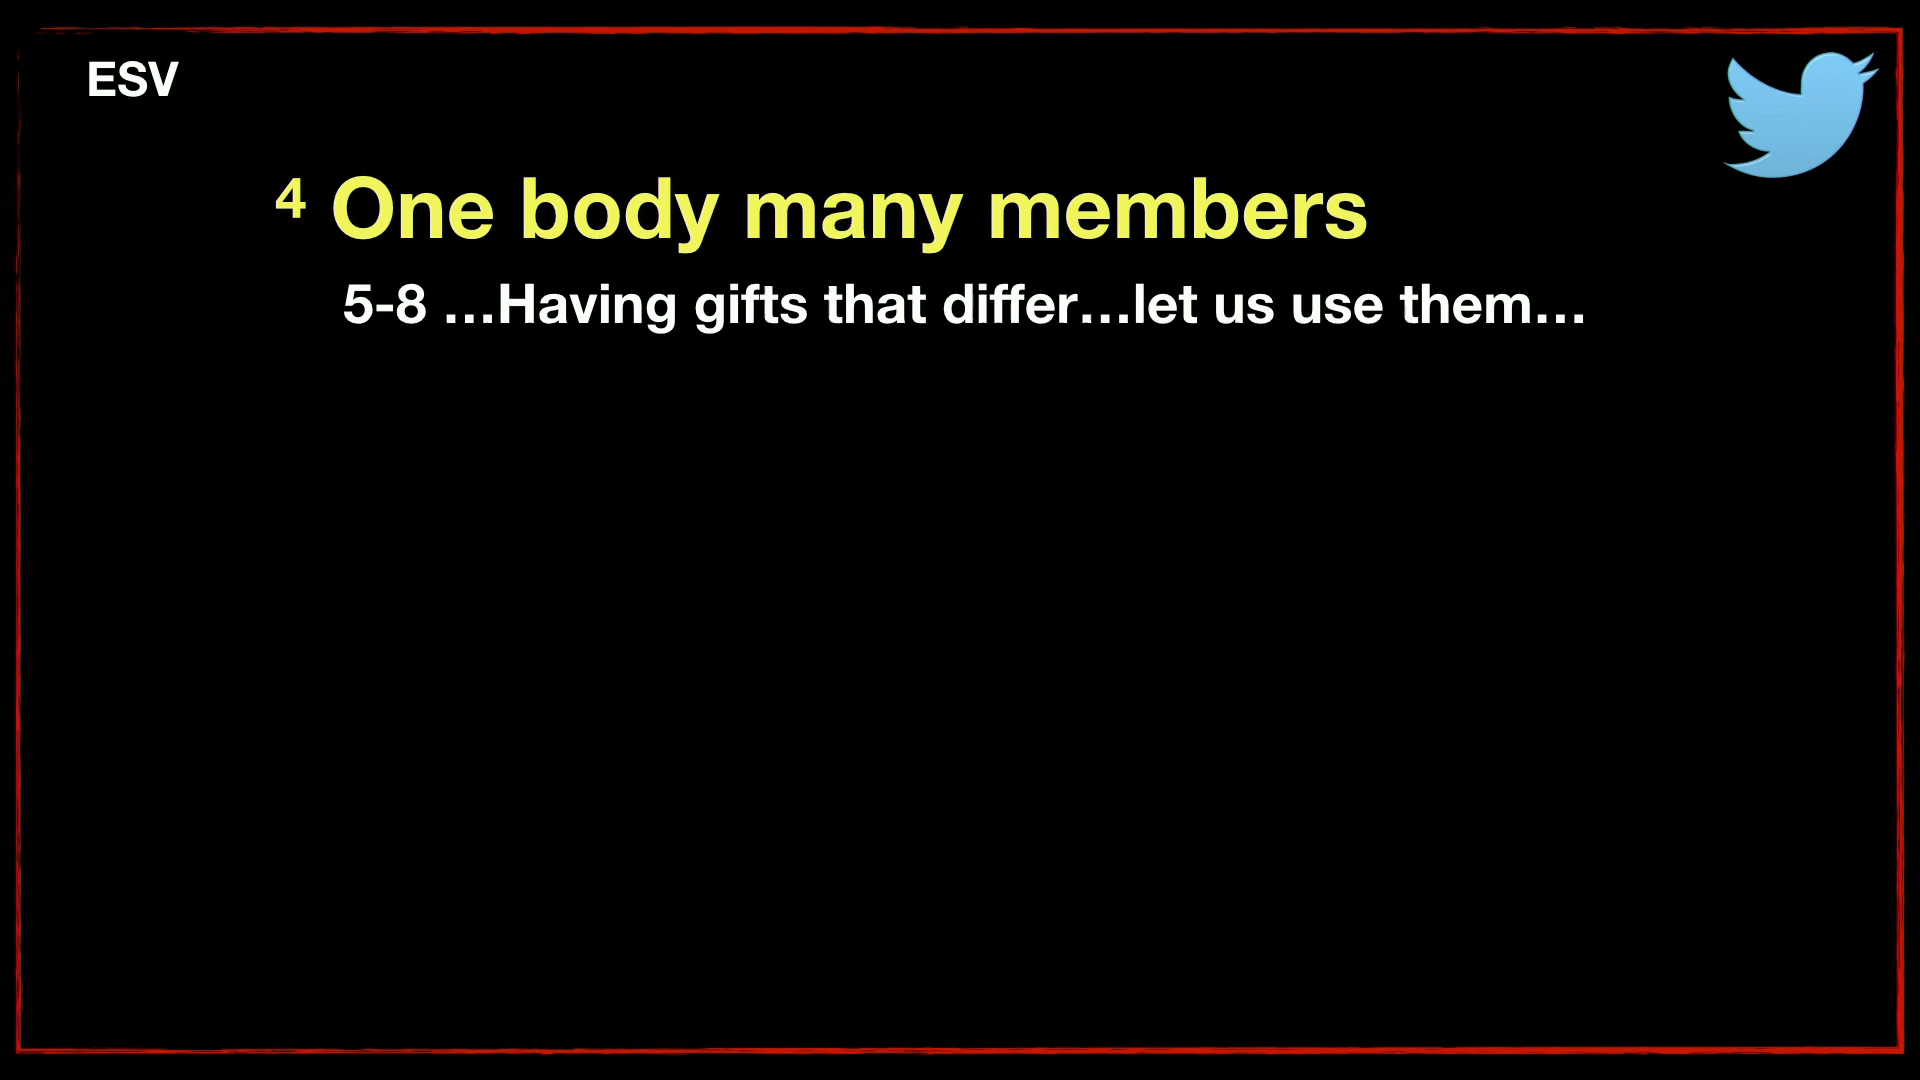 ESV
4 One body many members
5-8 …Having gifts that differ…let us use them…